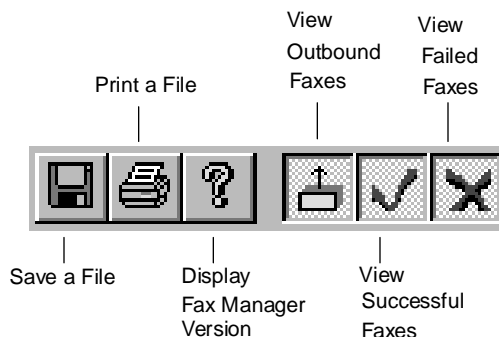 View
Outbound
Faxes
View
Failed
Faxes
Print a File
Save a File
Display
Fax Manager
Version
View
Successful
Faxes